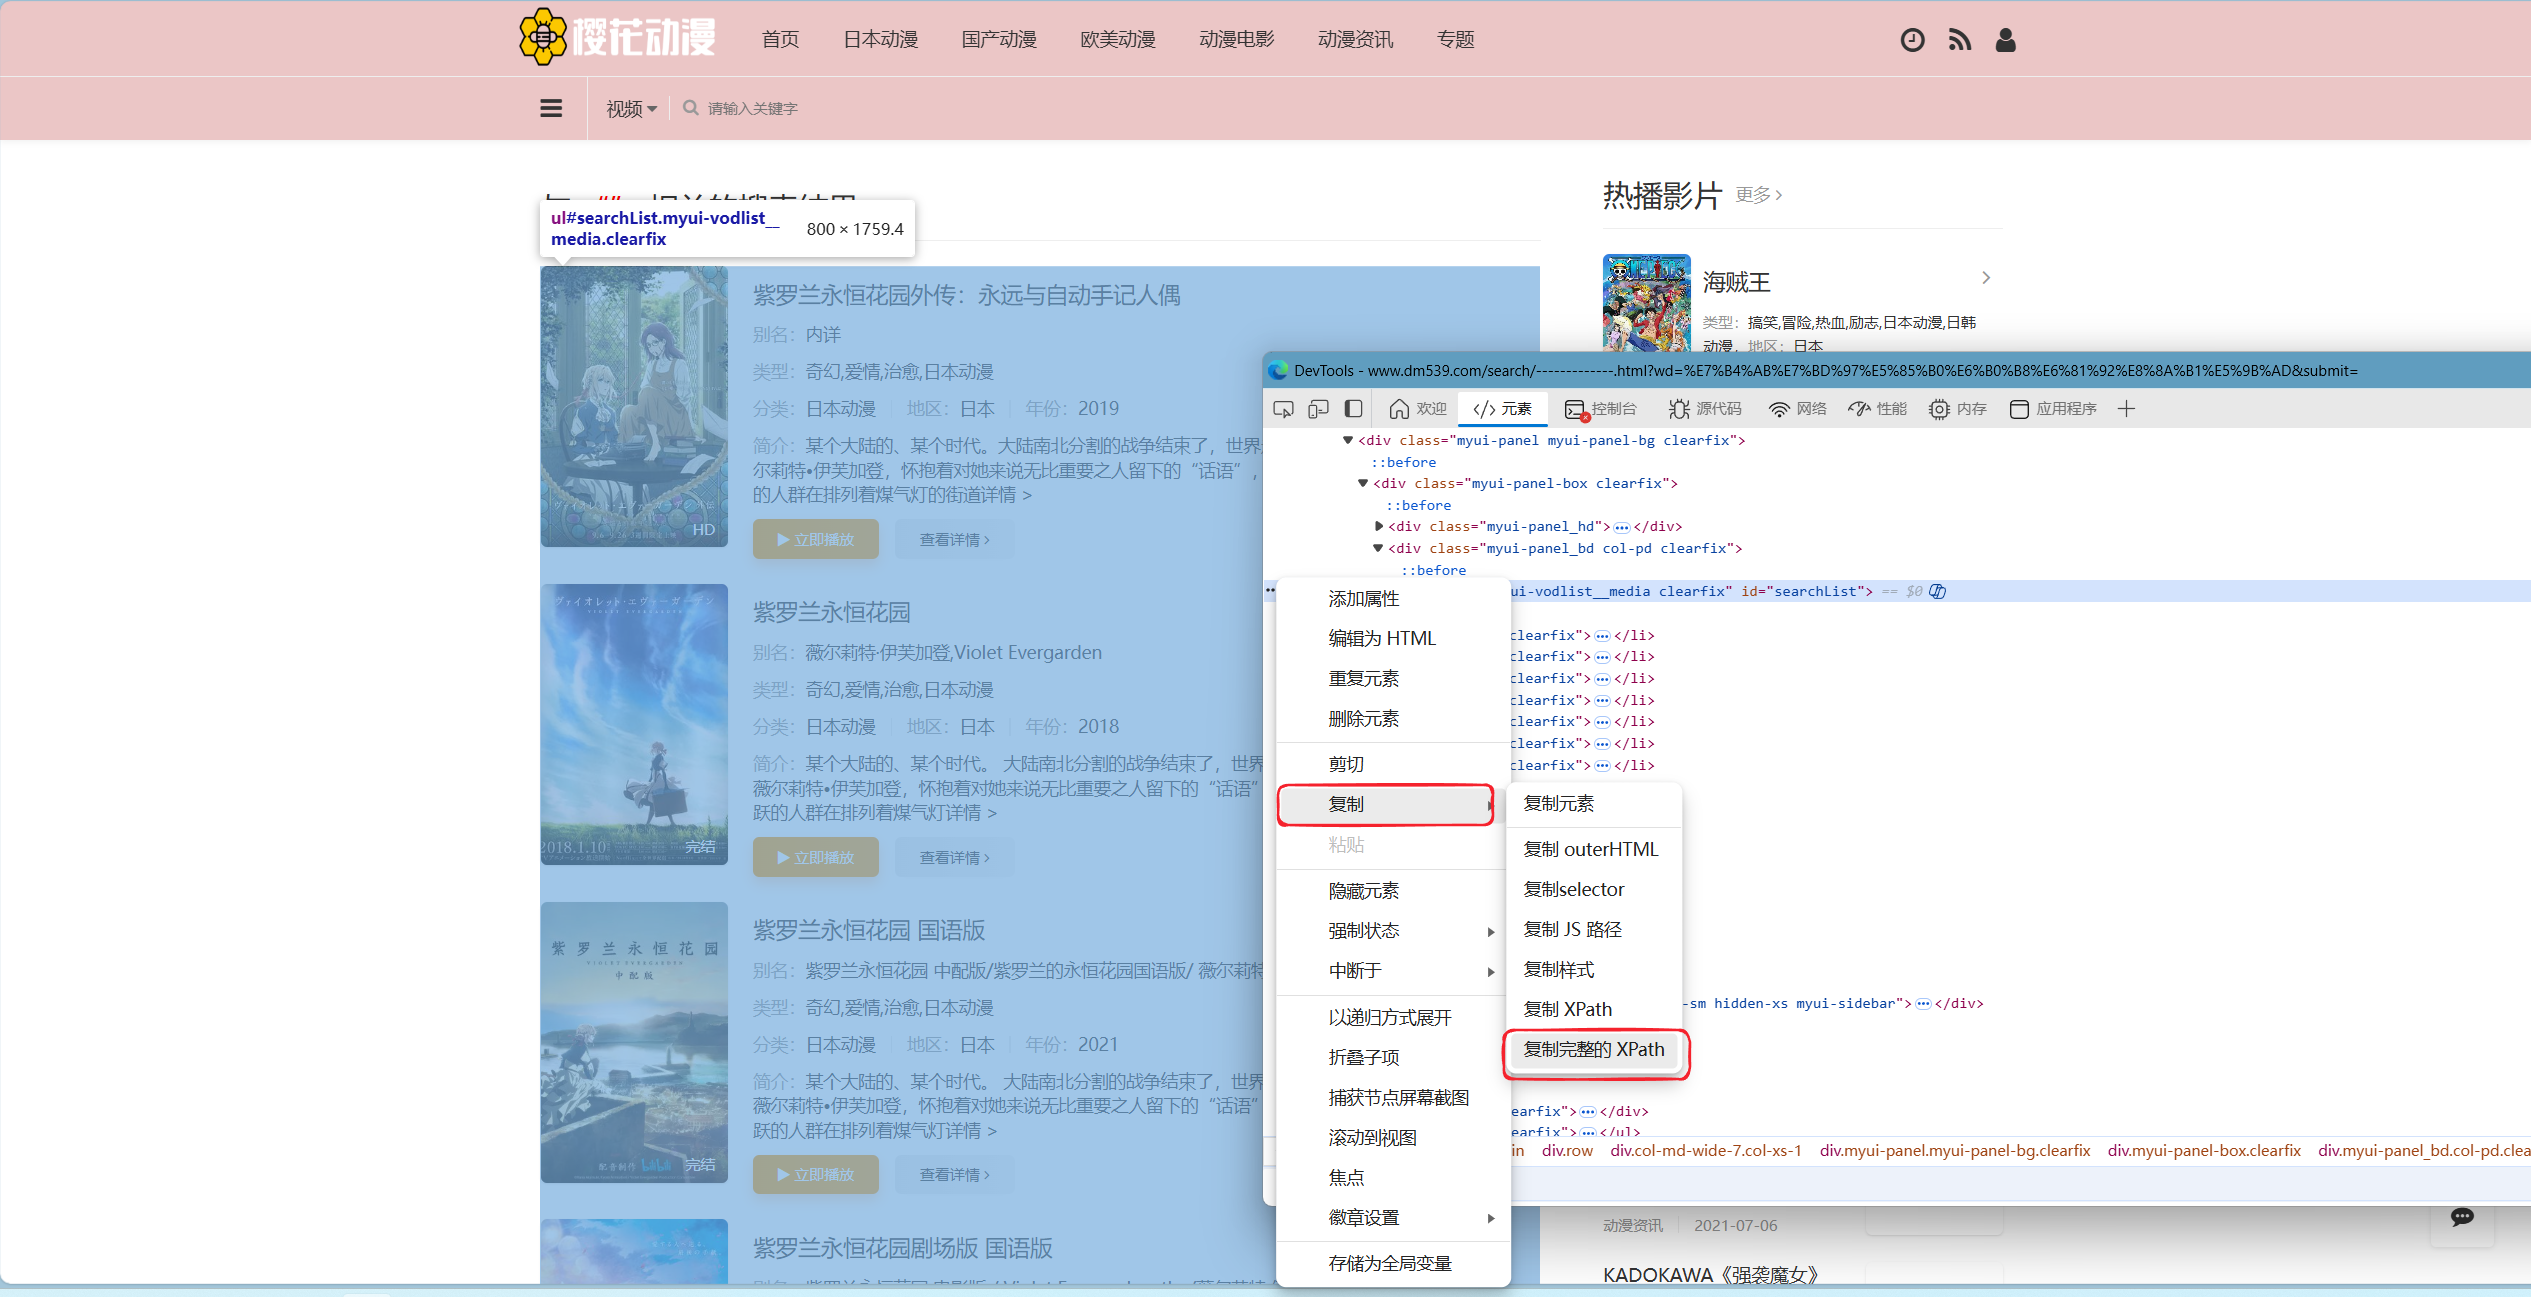 樱花动漫
首页 日本动漫 国产动漫 欧美动漫 动漫电影 动漫资讯 专题
视频 请输入关键字
ul#searchList.myui-vodlist__media.clearfix 800 × 1759.4
紫罗兰永恒花园外传：永远与自动手记人偶
别名：内详
类型：奇幻,爱情,治愈,日本动漫
分类：日本动漫 地区：日本 年份：2019
简介：某个大陆的、某个时代。大陆南北分割的战争结束了，世界
尔莉特•伊芙加登，怀抱着对她来说无比重要之人留下的“话语”，
的人群在排列着煤气灯的街道详情 >
HD
立即播放 查看详情
ヴァイオレット・エヴァーガーデン
紫罗兰永恒花园
别名：薇尔莉特·伊芙加登,Violet Evergarden
类型：奇幻,爱情,治愈,日本动漫
分类：日本动漫 地区：日本 年份：2018
简介：某个大陆的、某个时代。 大陆南北分割的战争结束了，世界
薇尔莉特•伊芙加登，怀抱着对她来说无比重要之人留下的“话语”
跃的人群在排列着煤气灯详情 >
2018.1.10 完结
立即播放 查看详情
紫罗兰永恒花园
中配版
紫罗兰永恒花园 国语版
别名：紫罗兰永恒花园 中配版/紫罗兰的永恒花园国语版/ 薇尔莉特
类型：奇幻,爱情,治愈,日本动漫
分类：日本动漫 地区：日本 年份：2021
简介：某个大陆的、某个时代。 大陆南北分割的战争结束了，世界
薇尔莉特•伊芙加登，怀抱着对她来说无比重要之人留下的“话语”
跃的人群在排列着煤气灯详情 >
配音制作 bilibili 完结
立即播放 查看详情
紫罗兰永恒花园剧场版 国语版
热播影片 更多
海贼王
类型：搞笑,冒险,热血,励志,日本动漫,日韩
动漫，地区：日本
DevTools - www.dm539.com/search/-------------.html?wd=%E7%B4%AB%E7%BD%97%E5%85%B0%E6%B0%B8%E6%81%92%E8%8A%B1%E5%9B%AD&submit=
欢迎 元素 控制台 源代码 网络 性能 内存 应用程序
<div class="myui-panel myui-panel-bg clearfix">
::before
<div class="myui-panel-box clearfix">
::before
<div class="myui-panel_hd">…</div>
<div class="myui-panel_bd col-pd clearfix">
::before
ui-vodlist__media clearfix" id="searchList"> == $0
clearfix">…</li>
clearfix">…</li>
clearfix">…</li>
clearfix">…</li>
clearfix">…</li>
clearfix">…</li>
clearfix">…</li>
-sm hidden-xs myui-sidebar">…</div>
earfix">…</div>
earfix">…</ul>
in div.row div.col-md-wide-7.col-xs-1 div.myui-panel.myui-panel-bg.clearfix div.myui-panel-box.clearfix div.myui-panel_bd.col-pd.clea
添加属性
编辑为 HTML
重复元素
删除元素
剪切
复制
粘贴
隐藏元素
强制状态
中断于
以递归方式展开
折叠子项
捕获节点屏幕截图
滚动到视图
焦点
徽章设置
存储为全局变量
复制元素
复制 outerHTML
复制selector
复制 JS 路径
复制样式
复制 XPath
复制完整的 XPath
动漫资讯 2021-07-06
KADOKAWA《强袭魔女》